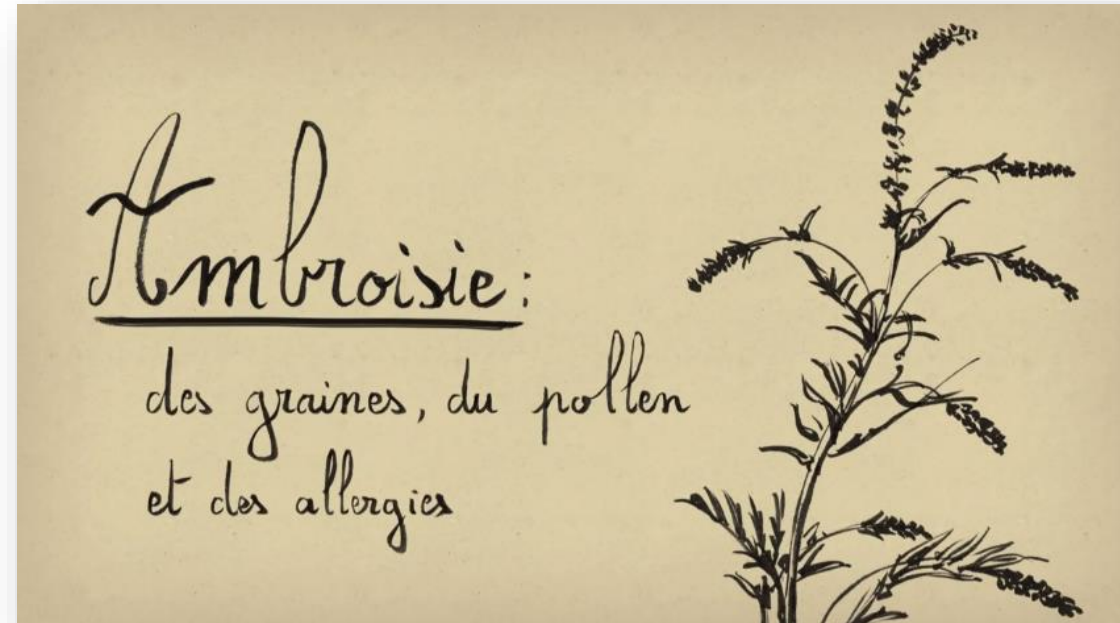 Ambroisie:
des graines, du pollen
et des allergies